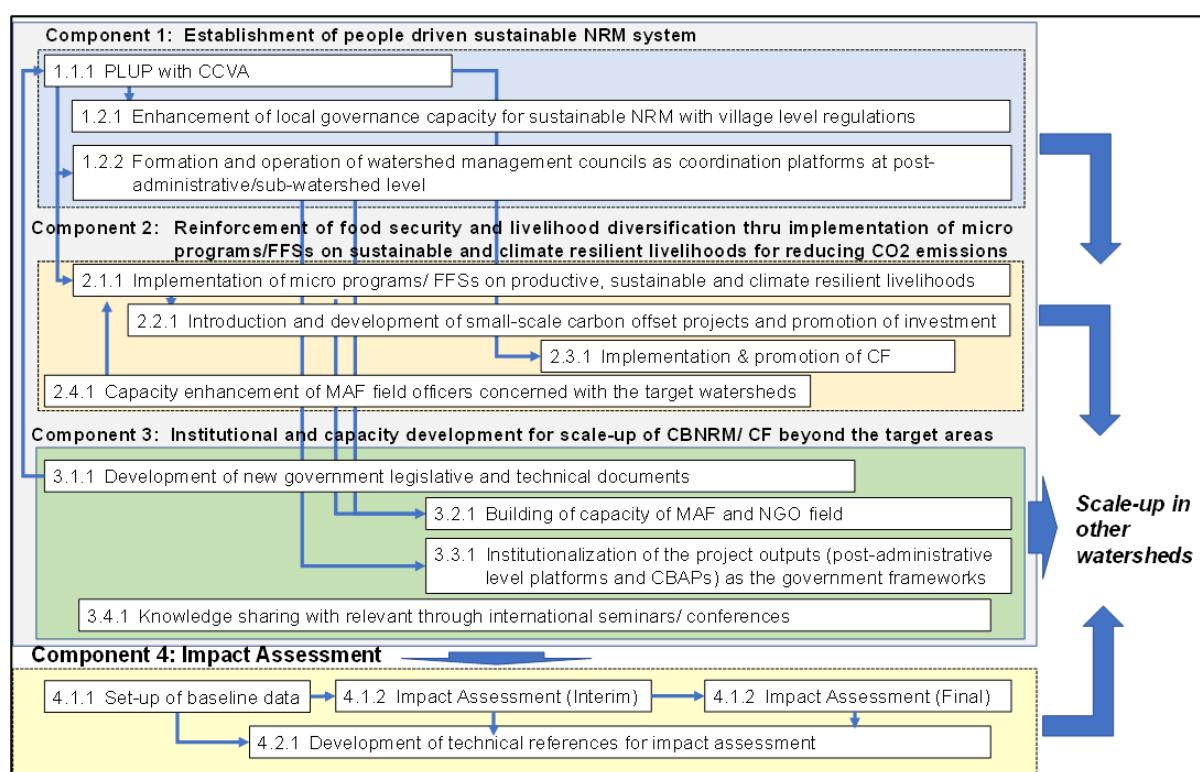 Component 1: Establishment of people driven sustainable NRM system
1.1.1 PLUP with CCVA
1.2.1 Enhancement of local governance capacity for sustainable NRM with village level regulations
1.2.2 Formation and operation of watershed management councils as coordination platforms at post-
administrative/sub-watershed level
Component 2: Reinforcement of food security and livelihood diversification thru implementation of micro
programs/FFSs on sustainable and climate resilient livelihoods for reducing CO2 emissions
2.1.1 Implementation of micro programs/ FFSs on productive, sustainable and climate resilient livelihoods
2.2.1 Introduction and development of small-scale carbon offset projects and promotion of investment
2.3.1 Implementation & promotion of CF
2.4.1 Capacity enhancement of MAF field officers concerned with the target watersheds
Component 3: Institutional and capacity development for scale-up of CBNRM/ CF beyond the target areas
3.1.1 Development of new government legislative and technical documents
3.2.1 Building of capacity of MAF and NGO field
3.3.1 Institutionalization of the project outputs (post-administrative
level platforms and CBAPs) as the government frameworks
3.4.1 Knowledge sharing with relevant through international seminars/ conferences
Scale-up in
other
watersheds
Component 4: Impact Assessment
4.1.1 Set-up of baseline data
4.1.2 Impact Assessment (Interim)
4.1.2 Impact Assessment (Final)
4.2.1 Development of technical references for impact assessment